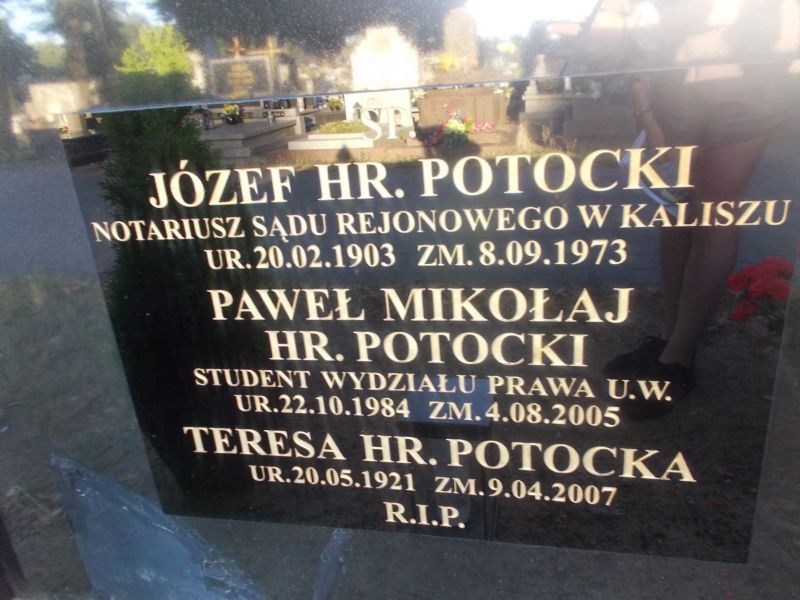 ŚP.
JÓZEF HR. POTOCKI
NOTARIUSZ SĄDU REJONOWEGO W KALISZU
UR. 20.02.1903 ZM. 8.09.1973
PAWEŁ MIKOŁAJ
HR. POTOCKI
STUDENT WYDZIAŁU PRAWA U.W.
UR. 22.10.1984 ZM. 4.08.2005
TERESA HR. POTOCKA
UR. 20.05.1921 ZM. 9.04.2007
R.I.P.